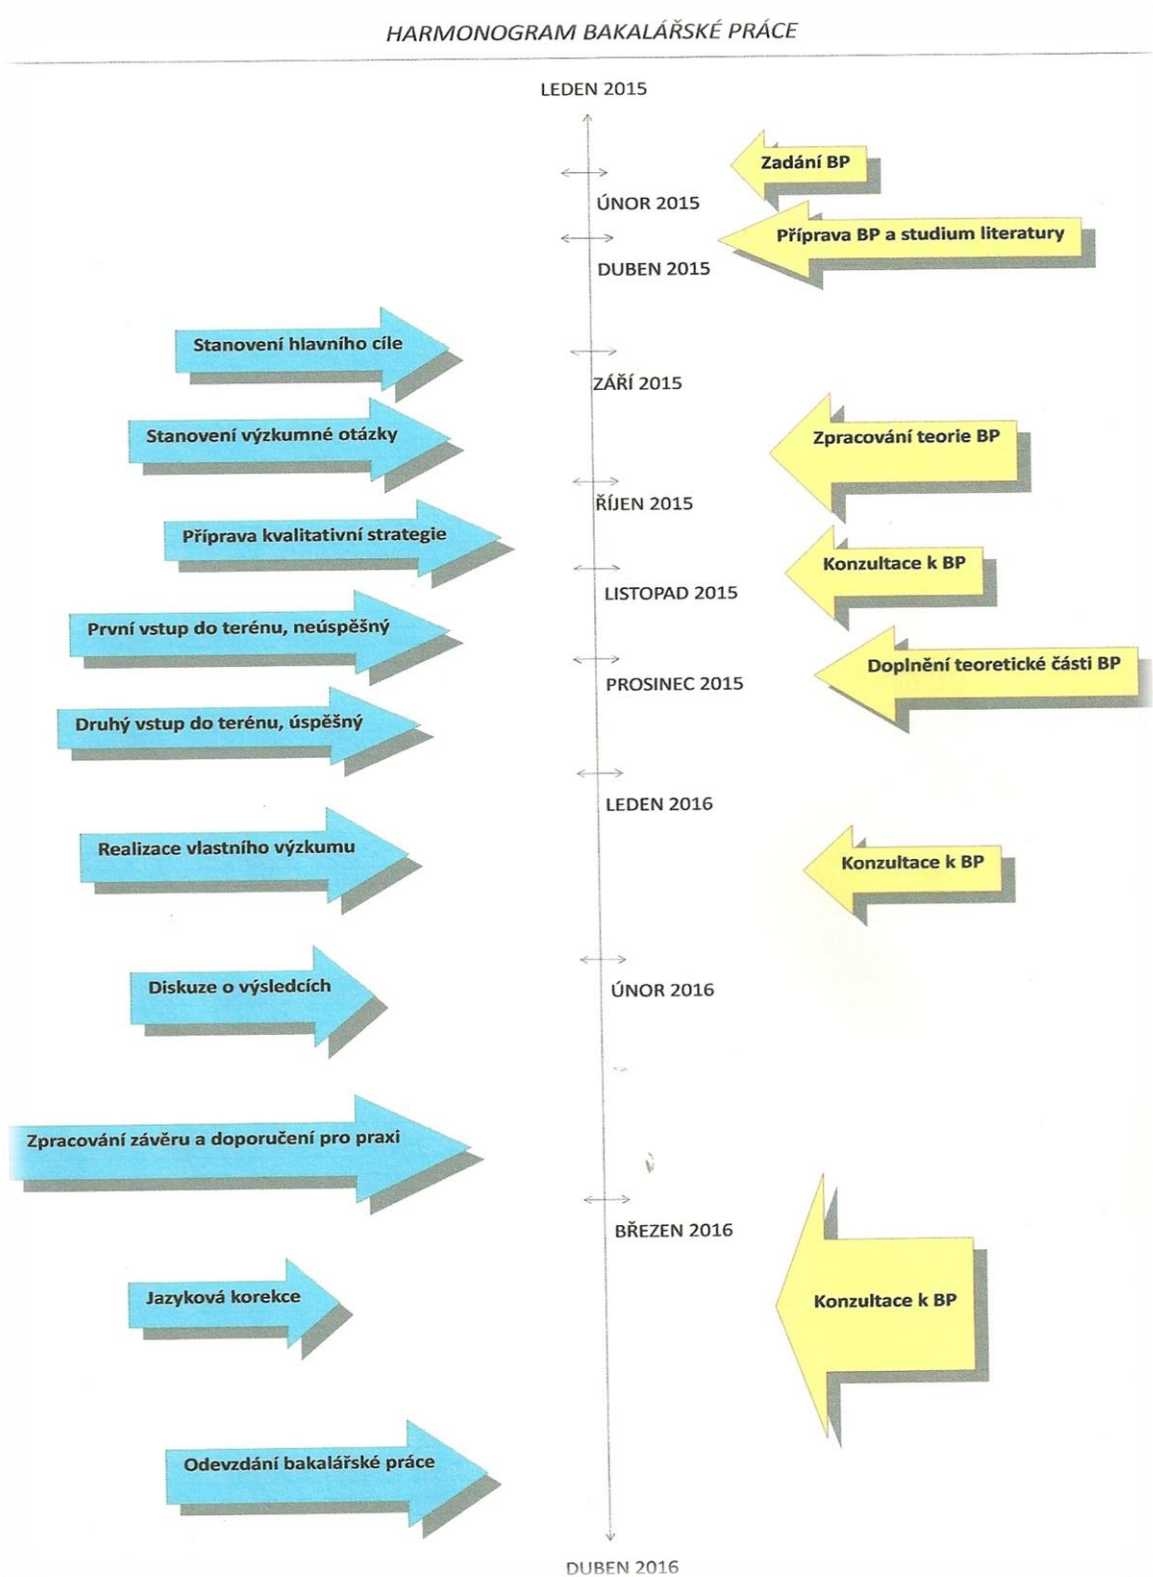 HARMONOGRAM BAKALÁŘSKÉ PRÁCE
LEDEN 2015
Zadání BP
ÚNOR 2015
Příprava BP a studium literatury
DUBEN 2015
Stanovení hlavního cíle
ZÁŘÍ 2015
Stanovení výzkumné otázky
Zpracování teorie BP
ŘÍJEN 2015
Příprava kvalitativní strategie
Konzultace k BP
LISTOPAD 2015
První vstup do terénu, neúspěšný
Doplnění teoretické části BP
PROSINEC 2015
Druhý vstup do terénu, úspěšný
LEDEN 2016
Realizace vlastního výzkumu
Konzultace k BP
Diskuze o výsledcích
ÚNOR 2016
Zpracování závěru a doporučení pro praxi
BŘEZEN 2016
Jazyková korekce
Konzultace k BP
Odevzdání bakalářské práce
DUBEN 2016